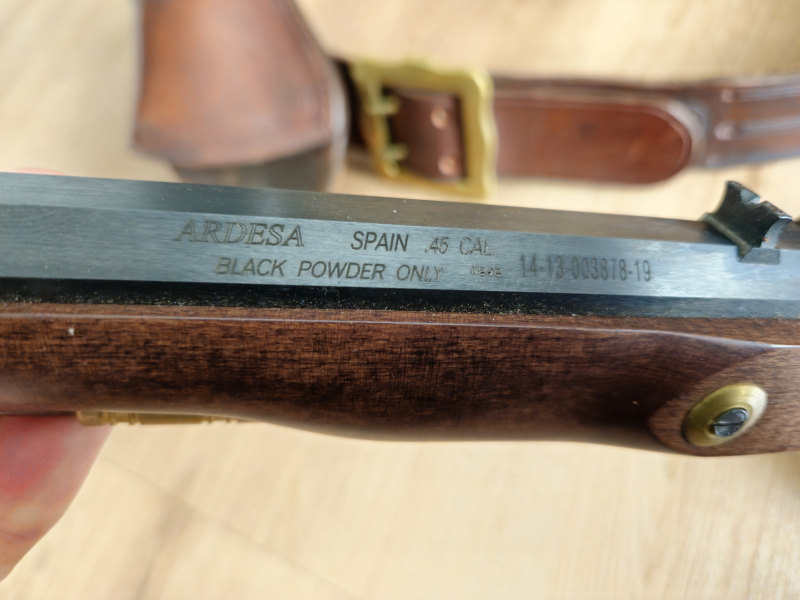 ARDESA SPAIN .45 CAL.
BLACK POWDER ONLY 14-13-003878-19